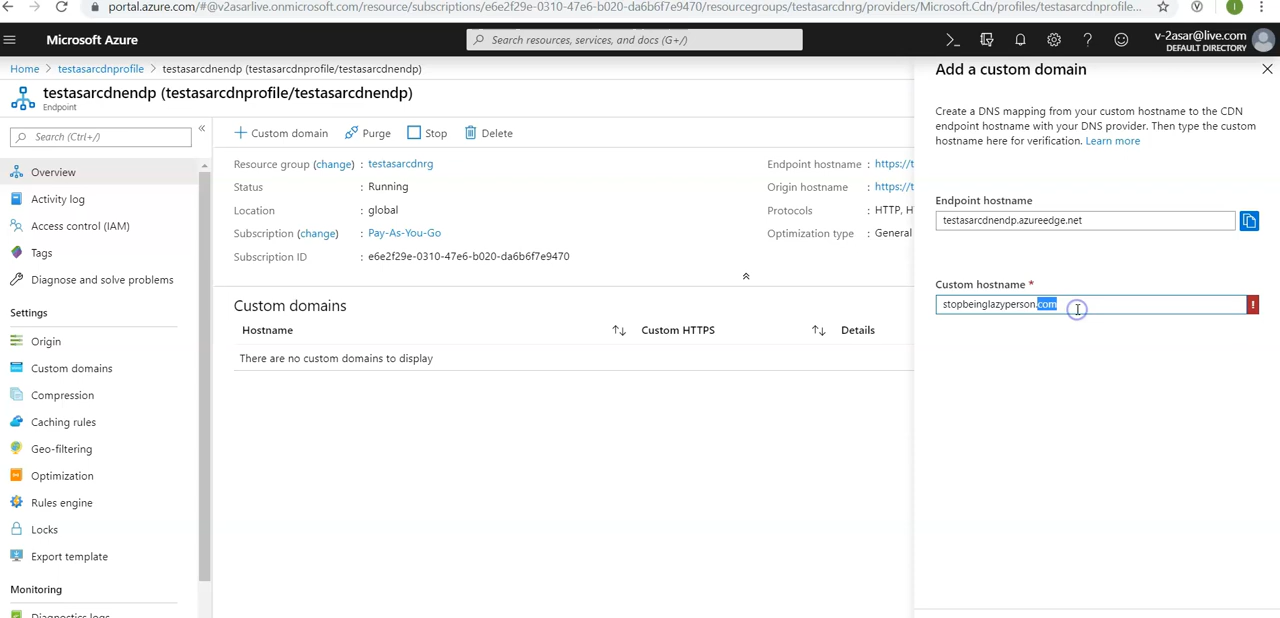 portal.azure.com/#@v2asarlive.onmicrosoft.com/resource/subscriptions/e6e2f29e-0310-47e6-b020-da6b6f7e9470/resourcegroups/testasarcdnrg/providers/Microsoft.Cdn/profiles/testasarcdnprofile...
Microsoft Azure
Search resources, services, and docs (G+/)
v-2asar@live.com
DEFAULT DIRECTORY
Home > testasarcdnprofile > testasarcdnendp (testasarcdnprofile/testasarcdnendp)
testasarcdnendp (testasarcdnprofile/testasarcdnendp)
Endpoint
Search (Ctrl+/)
Overview
Activity log
Access control (IAM)
Tags
Diagnose and solve problems
Settings
Origin
Custom domains
Compression
Caching rules
Geo-filtering
Optimization
Rules engine
Locks
Export template
Monitoring
Diagnostics logs
Custom domain
Purge
Stop
Delete
Resource group (change) : testasarcdnrg
Status : Running
Location : global
Subscription (change) : Pay-As-You-Go
Subscription ID : e6e2f29e-0310-47e6-b020-da6b6f7e9470
Endpoint hostname : https://t
Origin hostname : https://t
Protocols : HTTP, H
Optimization type : General
Custom domains
Hostname Custom HTTPS Details
There are no custom domains to display
Add a custom domain
Create a DNS mapping from your custom hostname to the CDN
endpoint hostname with your DNS provider. Then type the custom
hostname here for verification. Learn more
Endpoint hostname
testasarcdnendp.azureedge.net
Custom hostname *
stopbeinglazyperson.com